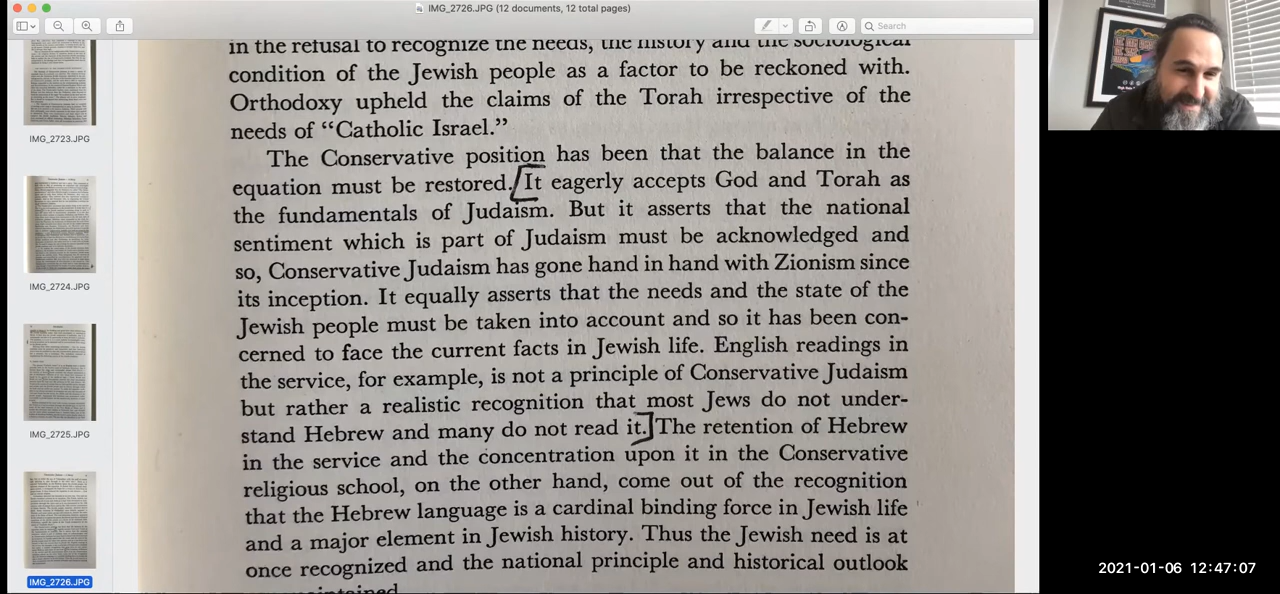 IMG_2726.JPG (12 documents, 12 total pages)
Search
IMG_2723.JPG
IMG_2724.JPG
IMG_2725.JPG
IMG_2726.JPG
in the refusal to recognize the needs, the history and the sociological
condition of the Jewish people as a factor to be reckoned with.
Orthodoxy upheld the claims of the Torah irrespective of the
needs of “Catholic Israel.”
The Conservative position has been that the balance in the
equation must be restored. [It eagerly accepts God and Torah as
the fundamentals of Judaism. But it asserts that the national
sentiment which is part of Judaism must be acknowledged and
so, Conservative Judaism has gone hand in hand with Zionism since
its inception. It equally asserts that the needs and the state of the
Jewish people must be taken into account and so it has been con-
cerned to face the current facts in Jewish life. English readings in
the service, for example, is not a principle of Conservative Judaism
but rather a realistic recognition that most Jews do not under-
stand Hebrew and many do not read it.] The retention of Hebrew
in the service and the concentration upon it in the Conservative
religious school, on the other hand, come out of the recognition
that the Hebrew language is a cardinal binding force in Jewish life
and a major element in Jewish history. Thus the Jewish need is at
once recognized and the national principle and historical outlook
maintained.
2021-01-06 12:47:07